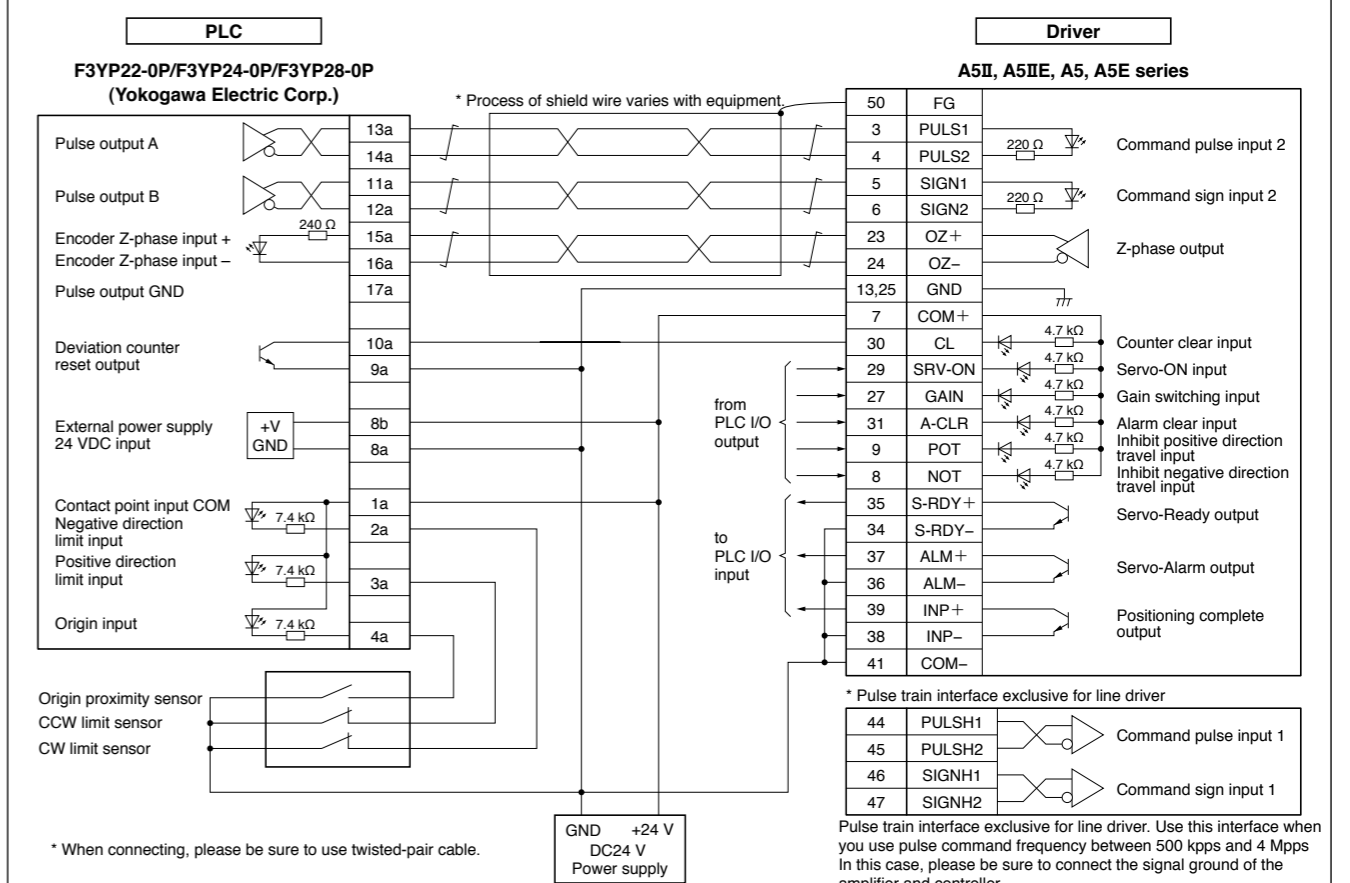 PLC
F3YP22-0P/F3YP24-0P/F3YP28-0P
(Yokogawa Electric Corp.)
Driver
A5II, A5IIE, A5, A5E series
* Process of shield wire varies with equipment.
Pulse output A
13a
14a
Pulse output B
11a
12a
240 Ω
Encoder Z-phase input +
15a
Encoder Z-phase input –
16a
Pulse output GND
17a
Deviation counter
reset output
10a
9a
External power supply
24 VDC input
+V
GND
8b
8a
Contact point input COM
1a
Negative direction
limit input
7.4 kΩ
2a
Positive direction
limit input
7.4 kΩ
3a
Origin input
7.4 kΩ
4a
Origin proximity sensor
CCW limit sensor
CW limit sensor
* When connecting, please be sure to use twisted-pair cable.
GND +24 V
DC24 V
Power supply
from
PLC I/O
output
to
PLC I/O
input
50 FG
3 PULS1
4 PULS2
220 Ω
Command pulse input 2
5 SIGN1
6 SIGN2
220 Ω
Command sign input 2
23 OZ+
24 OZ–
Z-phase output
13,25 GND
7 COM+
30 CL 4.7 kΩ Counter clear input
29 SRV-ON 4.7 kΩ Servo-ON input
27 GAIN 4.7 kΩ Gain switching input
31 A-CLR 4.7 kΩ Alarm clear input
9 POT 4.7 kΩ Inhibit positive direction
travel input
8 NOT 4.7 kΩ Inhibit negative direction
travel input
35 S-RDY+
34 S-RDY–
Servo-Ready output
37 ALM+
36 ALM–
Servo-Alarm output
39 INP+
38 INP–
Positioning complete
output
41 COM–
* Pulse train interface exclusive for line driver
44 PULSH1
45 PULSH2
Command pulse input 1
46 SIGNH1
47 SIGNH2
Command sign input 1
Pulse train interface exclusive for line driver. Use this interface when
you use pulse command frequency between 500 kpps and 4 Mpps
In this case, please be sure to connect the signal ground of the
amplifier and controller